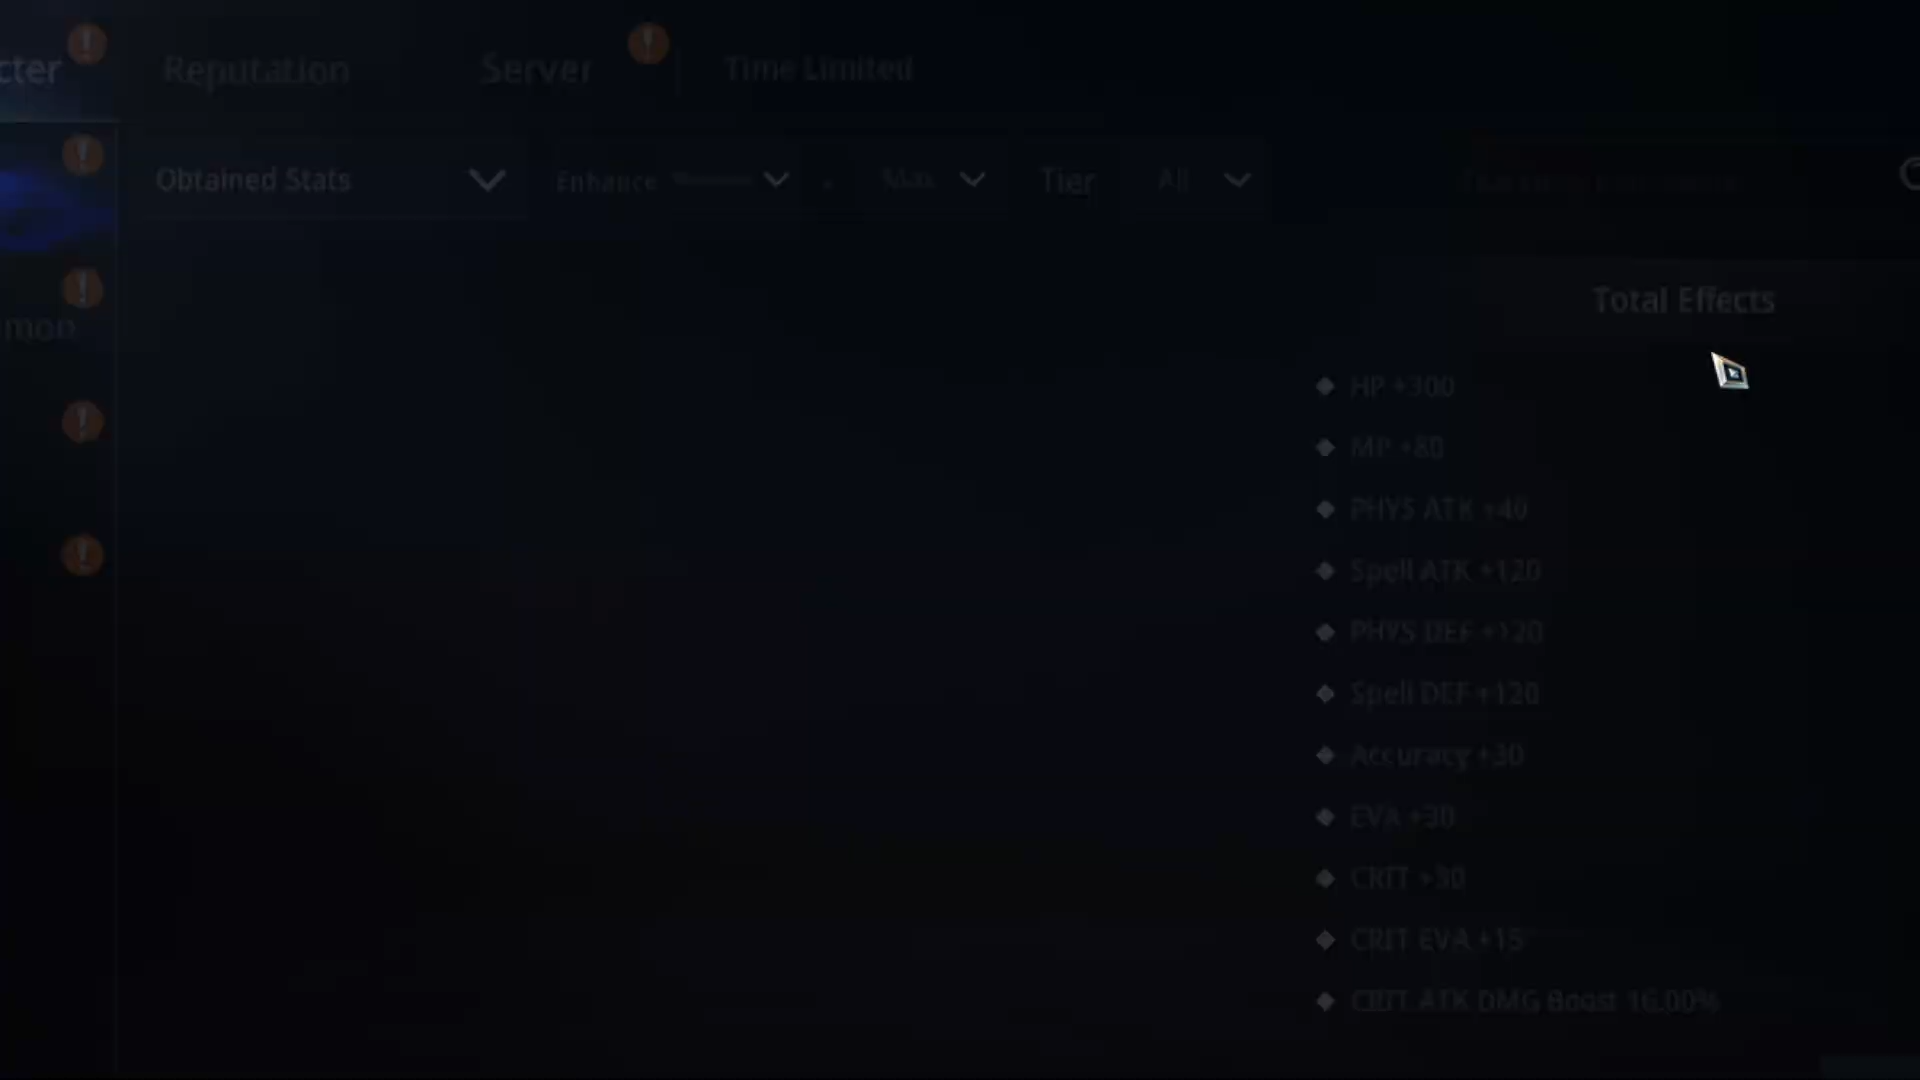 cter
Reputation
Server
Time Limited
Obtained Stats
Enhance
Max
Tier
All
Total Effects
mon
HP +300
MP +80
PHYS ATK +40
Spell ATK +120
PHYS DEF +120
Spell DEF +120
Accuracy +30
EVA +30
CRIT +30
CRIT EVA +15
CRIT ATK DMG Boost 16.00%